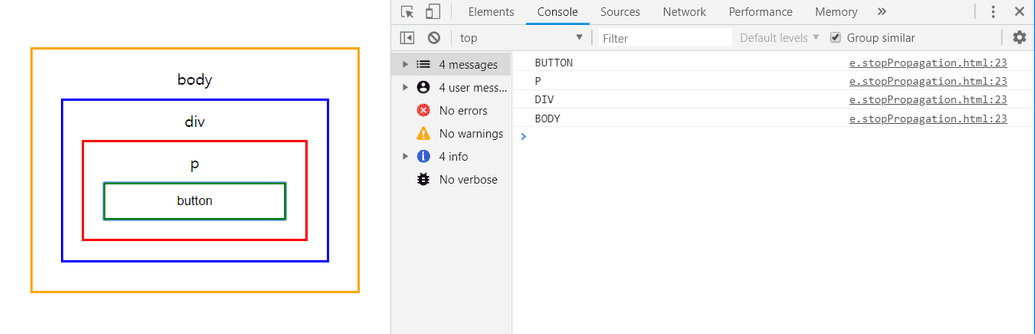 body
div
p
button
Elements Console Sources Network Performance Memory
top Filter Default levels Group similar
4 messages
4 user mess...
No errors
No warnings
4 info
No verbose
BUTTON e.stopPropagation.html:23
P e.stopPropagation.html:23
DIV e.stopPropagation.html:23
BODY e.stopPropagation.html:23